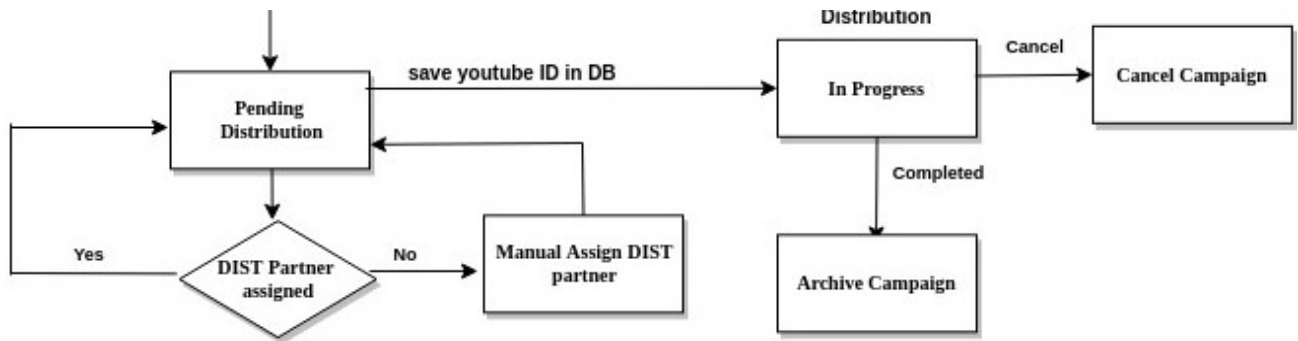 Distribution
Cancel
save youtube ID in DB
Cancel Campaign
In Progress
Pending
Distribution
Completed
Yes
No
Manual Assign DIST
partner
DIST Partner
assigned
Archive Campaign